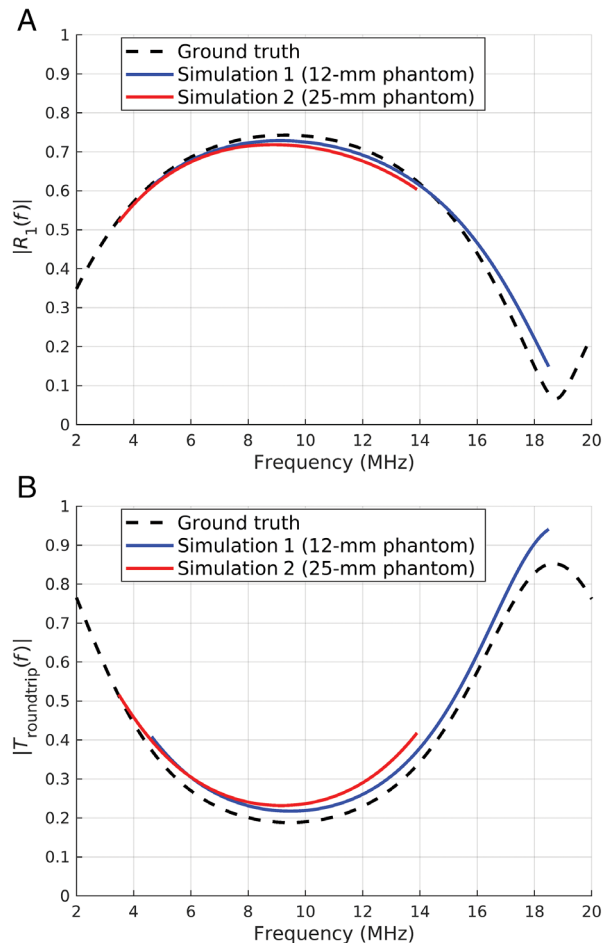 A
1
0.9
0.8
0.7
0.6
0.5
0.4
0.3
0.2
0.1
0
|R1(f)|
Ground truth
Simulation 1 (12-mm phantom)
Simulation 2 (25-mm phantom)
2 4 6 8 10 12 14 16 18 20
Frequency (MHz)
B
1
0.9
0.8
0.7
0.6
0.5
0.4
0.3
0.2
0.1
0
|Troundtrip(f)|
Ground truth
Simulation 1 (12-mm phantom)
Simulation 2 (25-mm phantom)
2 4 6 8 10 12 14 16 18 20
Frequency (MHz)